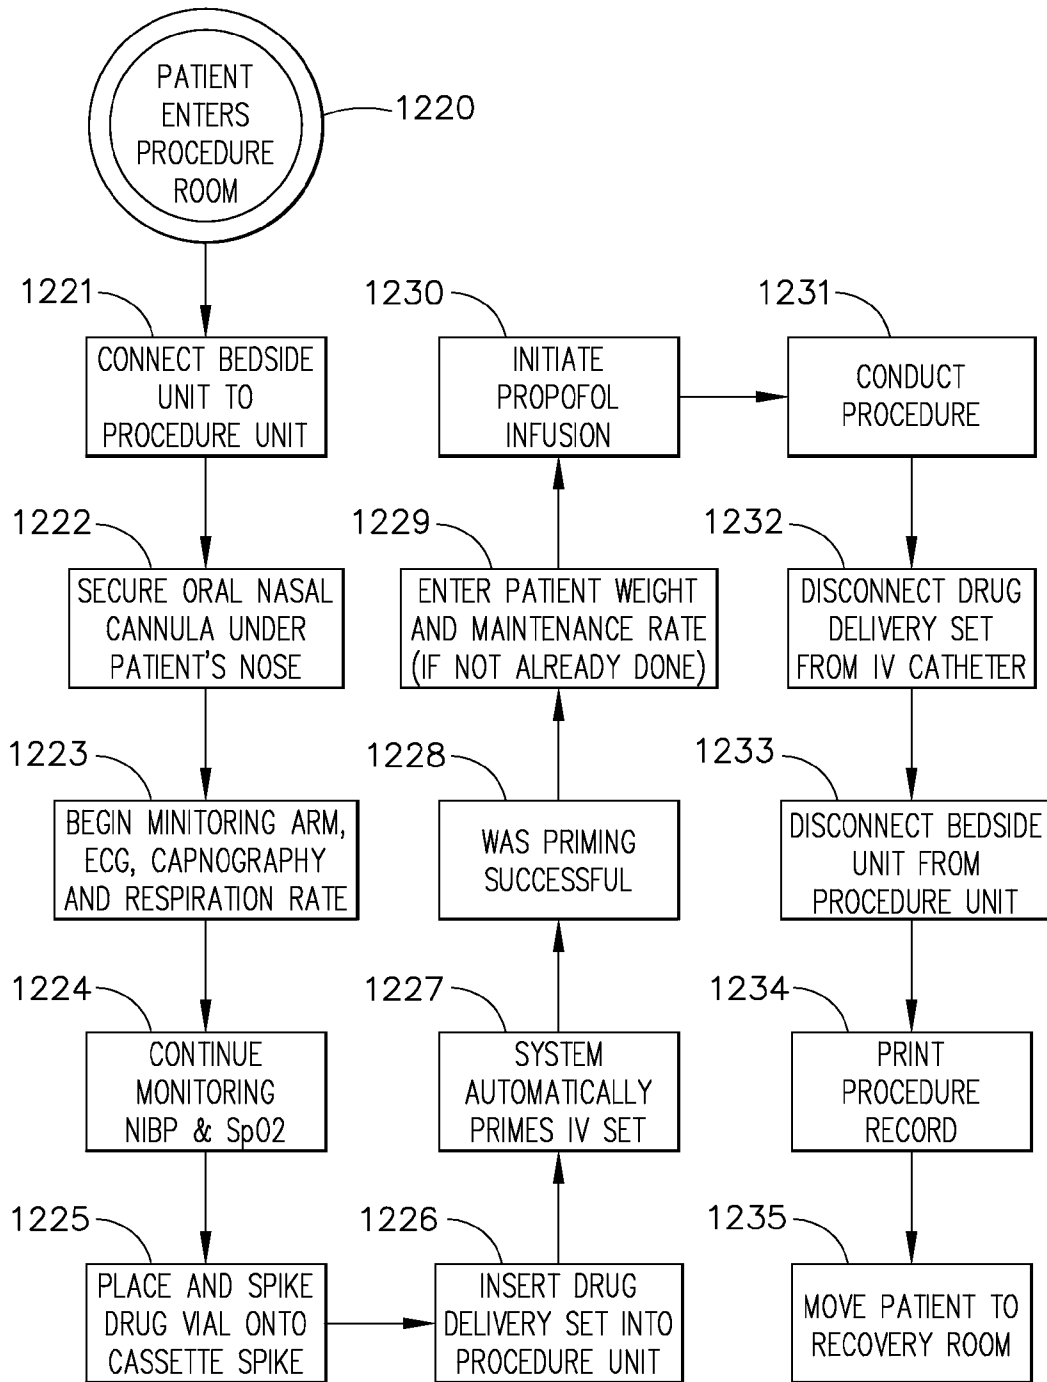 PATIENT
ENTERS
PROCEDURE
ROOM
1220
1221
CONNECT BEDSIDE
UNIT TO
PROCEDURE UNIT
1222
SECURE ORAL NASAL
CANNULA UNDER
PATIENT'S NOSE
1223
BEGIN MINITORING ARM,
ECG, CAPNOGRAPHY
AND RESPIRATION RATE
1224
CONTINUE
MONITORING
NIBP & SpO2
1225
PLACE AND SPIKE
DRUG VIAL ONTO
CASSETTE SPIKE
1226
INSERT DRUG
DELIVERY SET INTO
PROCEDURE UNIT
1227
SYSTEM
AUTOMATICALLY
PRIMES IV SET
1228
WAS PRIMING
SUCCESSFUL
1229
ENTER PATIENT WEIGHT
AND MAINTENANCE RATE
(IF NOT ALREADY DONE)
1230
INITIATE
PROPOFOL
INFUSION
1231
CONDUCT
PROCEDURE
1232
DISCONNECT DRUG
DELIVERY SET
FROM IV CATHETER
1233
DISCONNECT BEDSIDE
UNIT FROM
PROCEDURE UNIT
1234
PRINT
PROCEDURE
RECORD
1235
MOVE PATIENT TO
RECOVERY ROOM